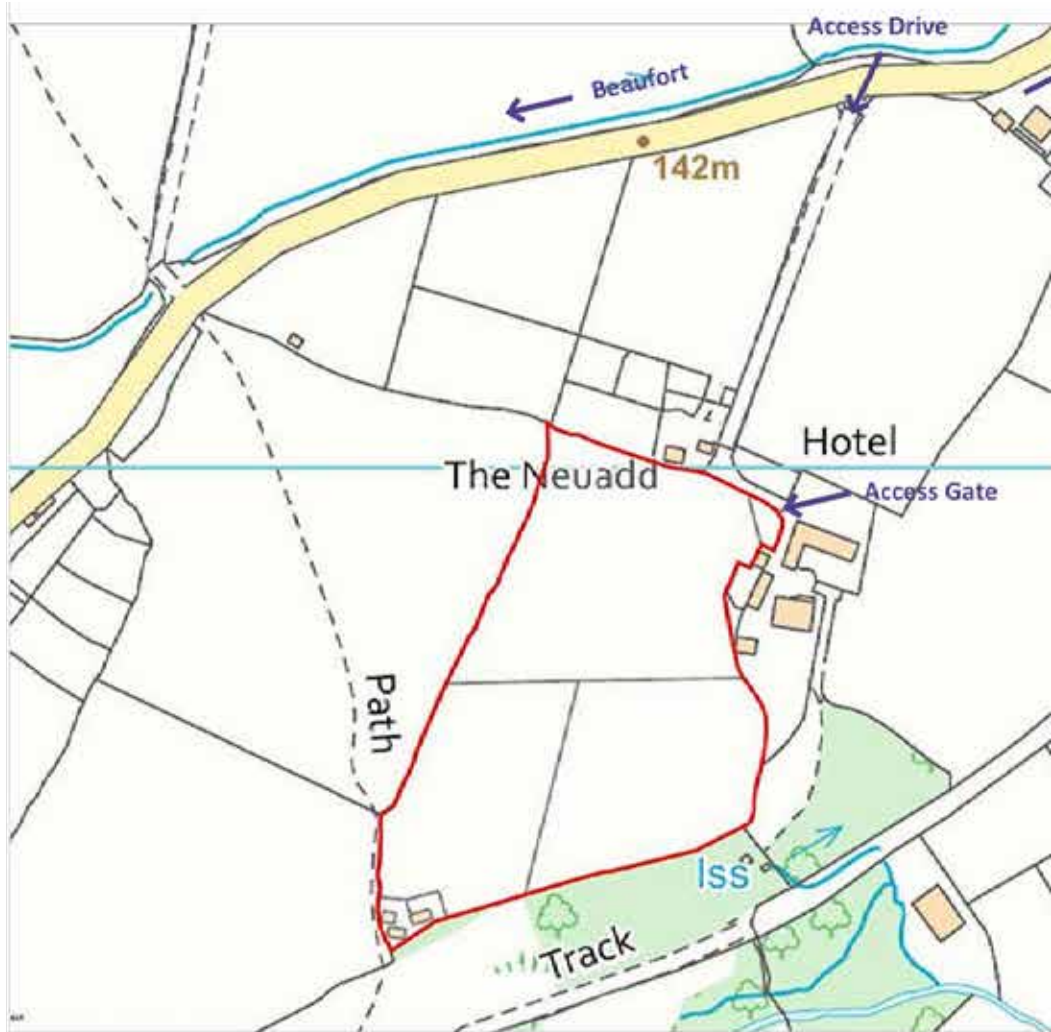 Access Drive
Beaufort
142m
Hotel
The Neuadd
Access Gate
Path
Iss
Track